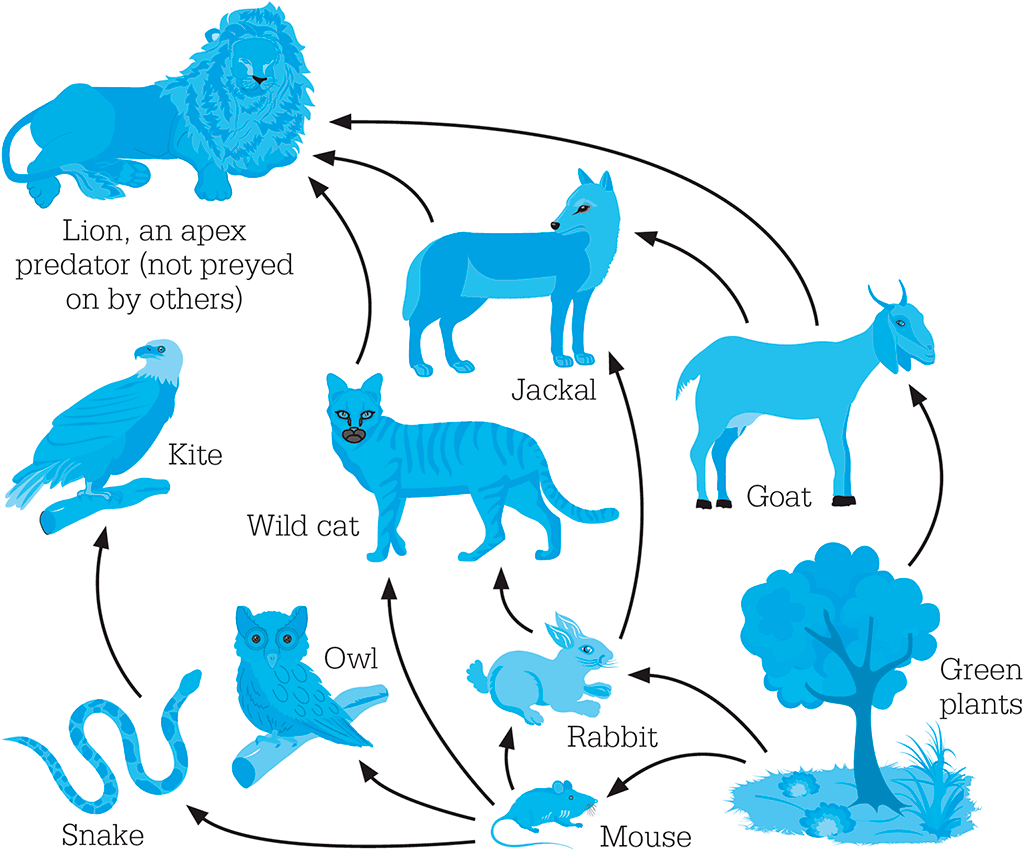 Lion, an apex
predator (not preyed
on by others)
Jackal
Kite
Goat
Wild cat
Owl
Green
plants
Rabbit
Snake
Mouse